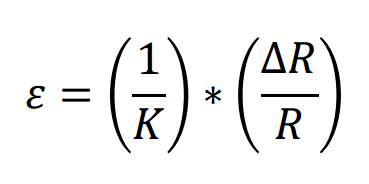 ε = (1/K) * (ΔR/R)